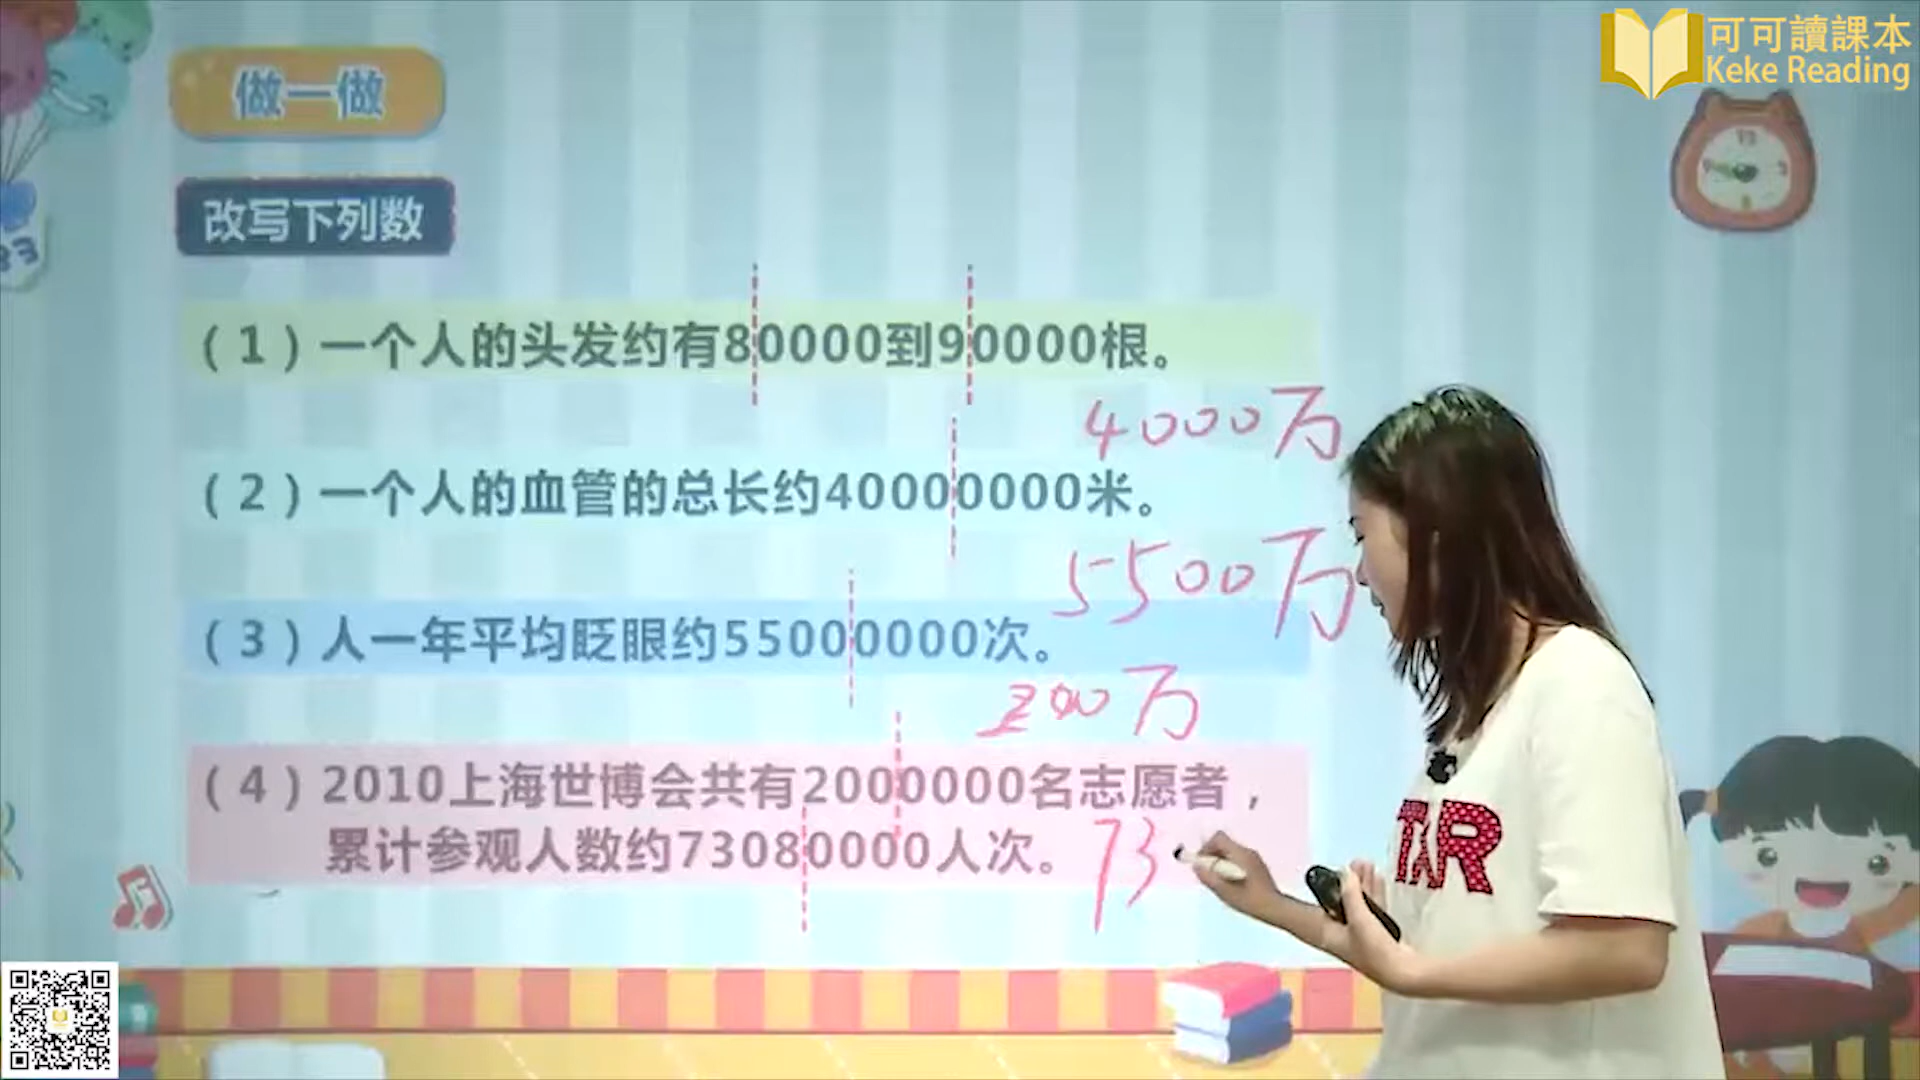 可可讀課本
Keke Reading
做一做
改写下列数
（1）一个人的头发约有80000到90000根。
4000万
（2）一个人的血管的总长约40000000米。
5500万
（3）人一年平均眨眼约55000000次。
200万
（4）2010上海世博会共有2000000名志愿者，
累计参观人数约73080000人次。
73
TAR